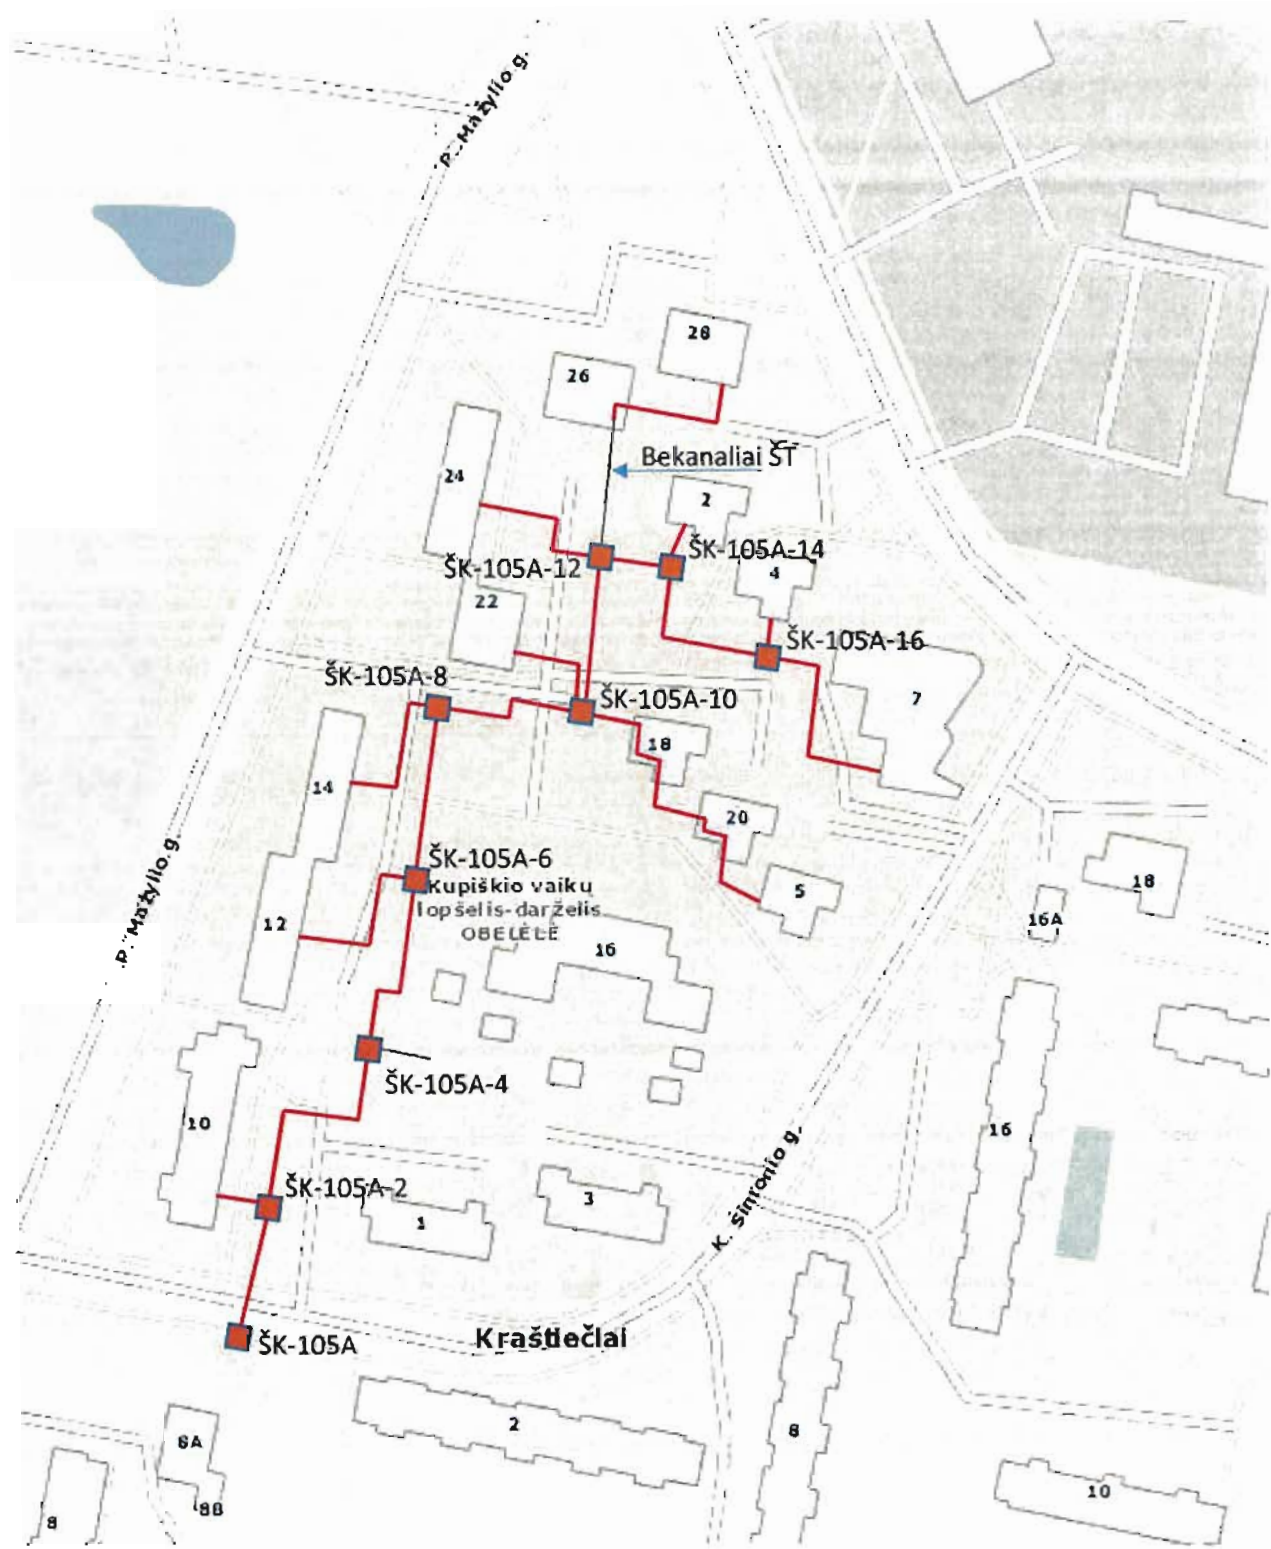 P. Mažylio g.
28
26
Bekanaliai ŠT
24
2
ŠK-105A-14
ŠK-105A-12
4
22
ŠK-105A-16
ŠK-105A-8
ŠK-105A-10
7
18
14
20
P. Mažylio g.
ŠK-105A-6
Kupiškio vaikų
lopšelis-darželis
OBELĖLĖ
5
18
12
16A
16
ŠK-105A-4
10
16
ŠK-105A-2
3
1
K. Šimonio g.
ŠK-105A
Kraštiečiai
2
8
6A
10
8B
8